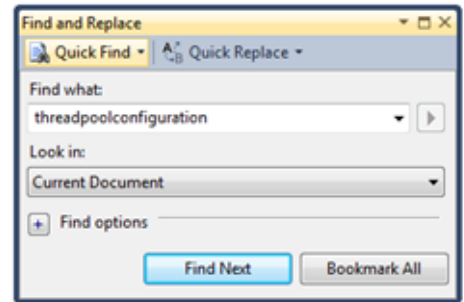 Find and Replace
Quick Find Quick Replace
Find what:
threadpoolconfiguration
Look in:
Current Document
Find options
Find Next Bookmark All